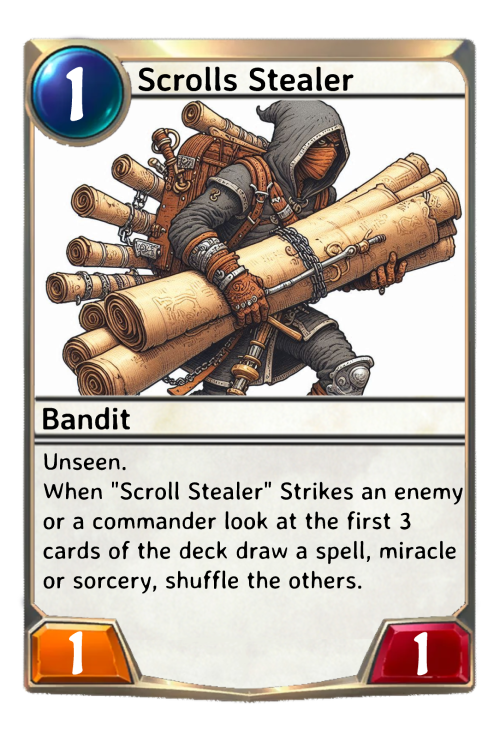 1
Scrolls Stealer
Bandit
Unseen.
When "Scroll Stealer" Strikes an enemy
or a commander look at the first 3
cards of the deck draw a spell, miracle
or sorcery, shuffle the others.
1
1